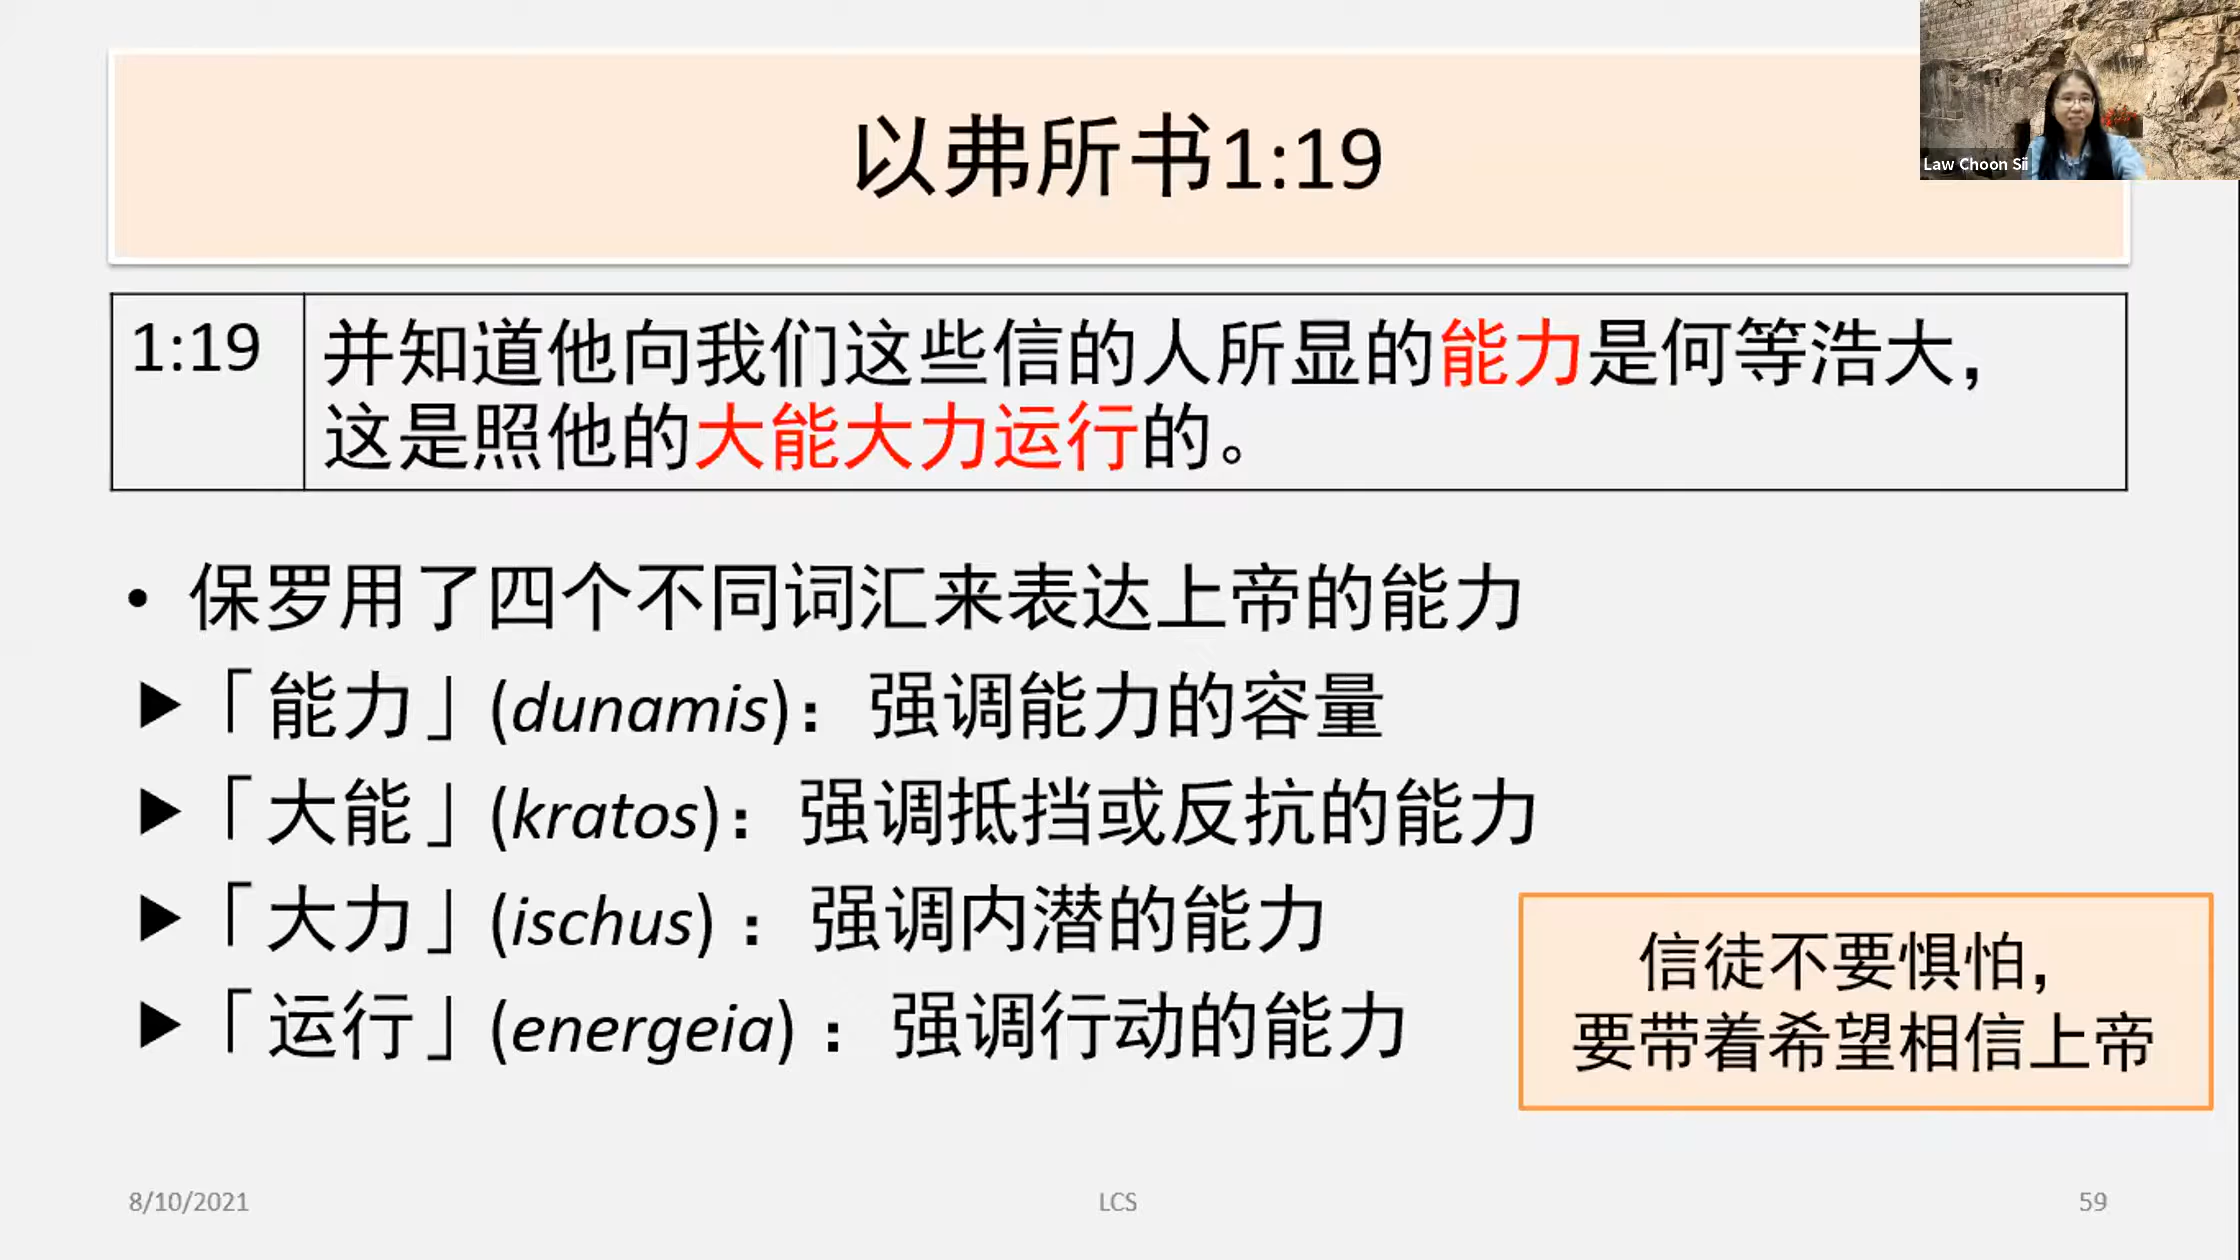 以弗所书1:19
Law Choon Sii
1:19
并知道他向我们这些信的人所显的能力是何等浩大，
这是照他的大能大力运行的。
• 保罗用了四个不同词汇来表达上帝的能力
▶「能力」(dunamis)：强调能力的容量
▶「大能」(kratos)：强调抵挡或反抗的能力
▶「大力」(ischus)：强调内潜的能力
▶「运行」(energeia)：强调行动的能力
信徒不要惧怕，
要带着希望相信上帝
8/10/2021
LCS
59